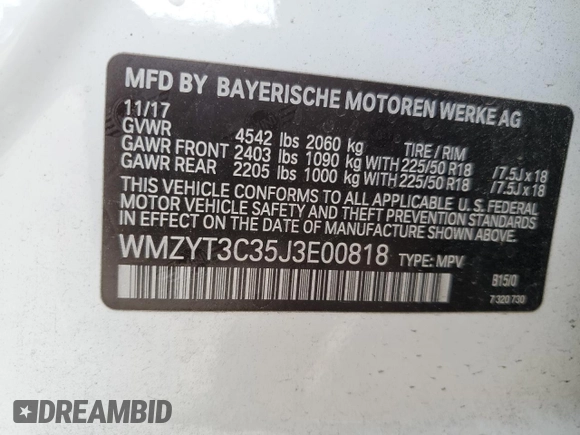 MFD BY BAYERISCHE MOTOREN WERKE AG
11/17
GVWR 4542 lbs 2060 kg TIRE / RIM
GAWR FRONT 2403 lbs 1090 kg WITH 225/50 R18 /7.5J x 18
GAWR REAR 2205 lbs 1000 kg WITH 225/50 R18 /7.5J x 18
THIS VEHICLE CONFORMS TO ALL APPLICABLE U. S. FEDERAL
MOTOR VEHICLE SAFETY AND THEFT PREVENTION STANDARDS
IN EFFECT ON THE DATE OF MANUFACTURE SHOWN ABOVE.
WMZYT3C35J3E00818 TYPE: MPV
B15/0
7 320 730
DREAMBID